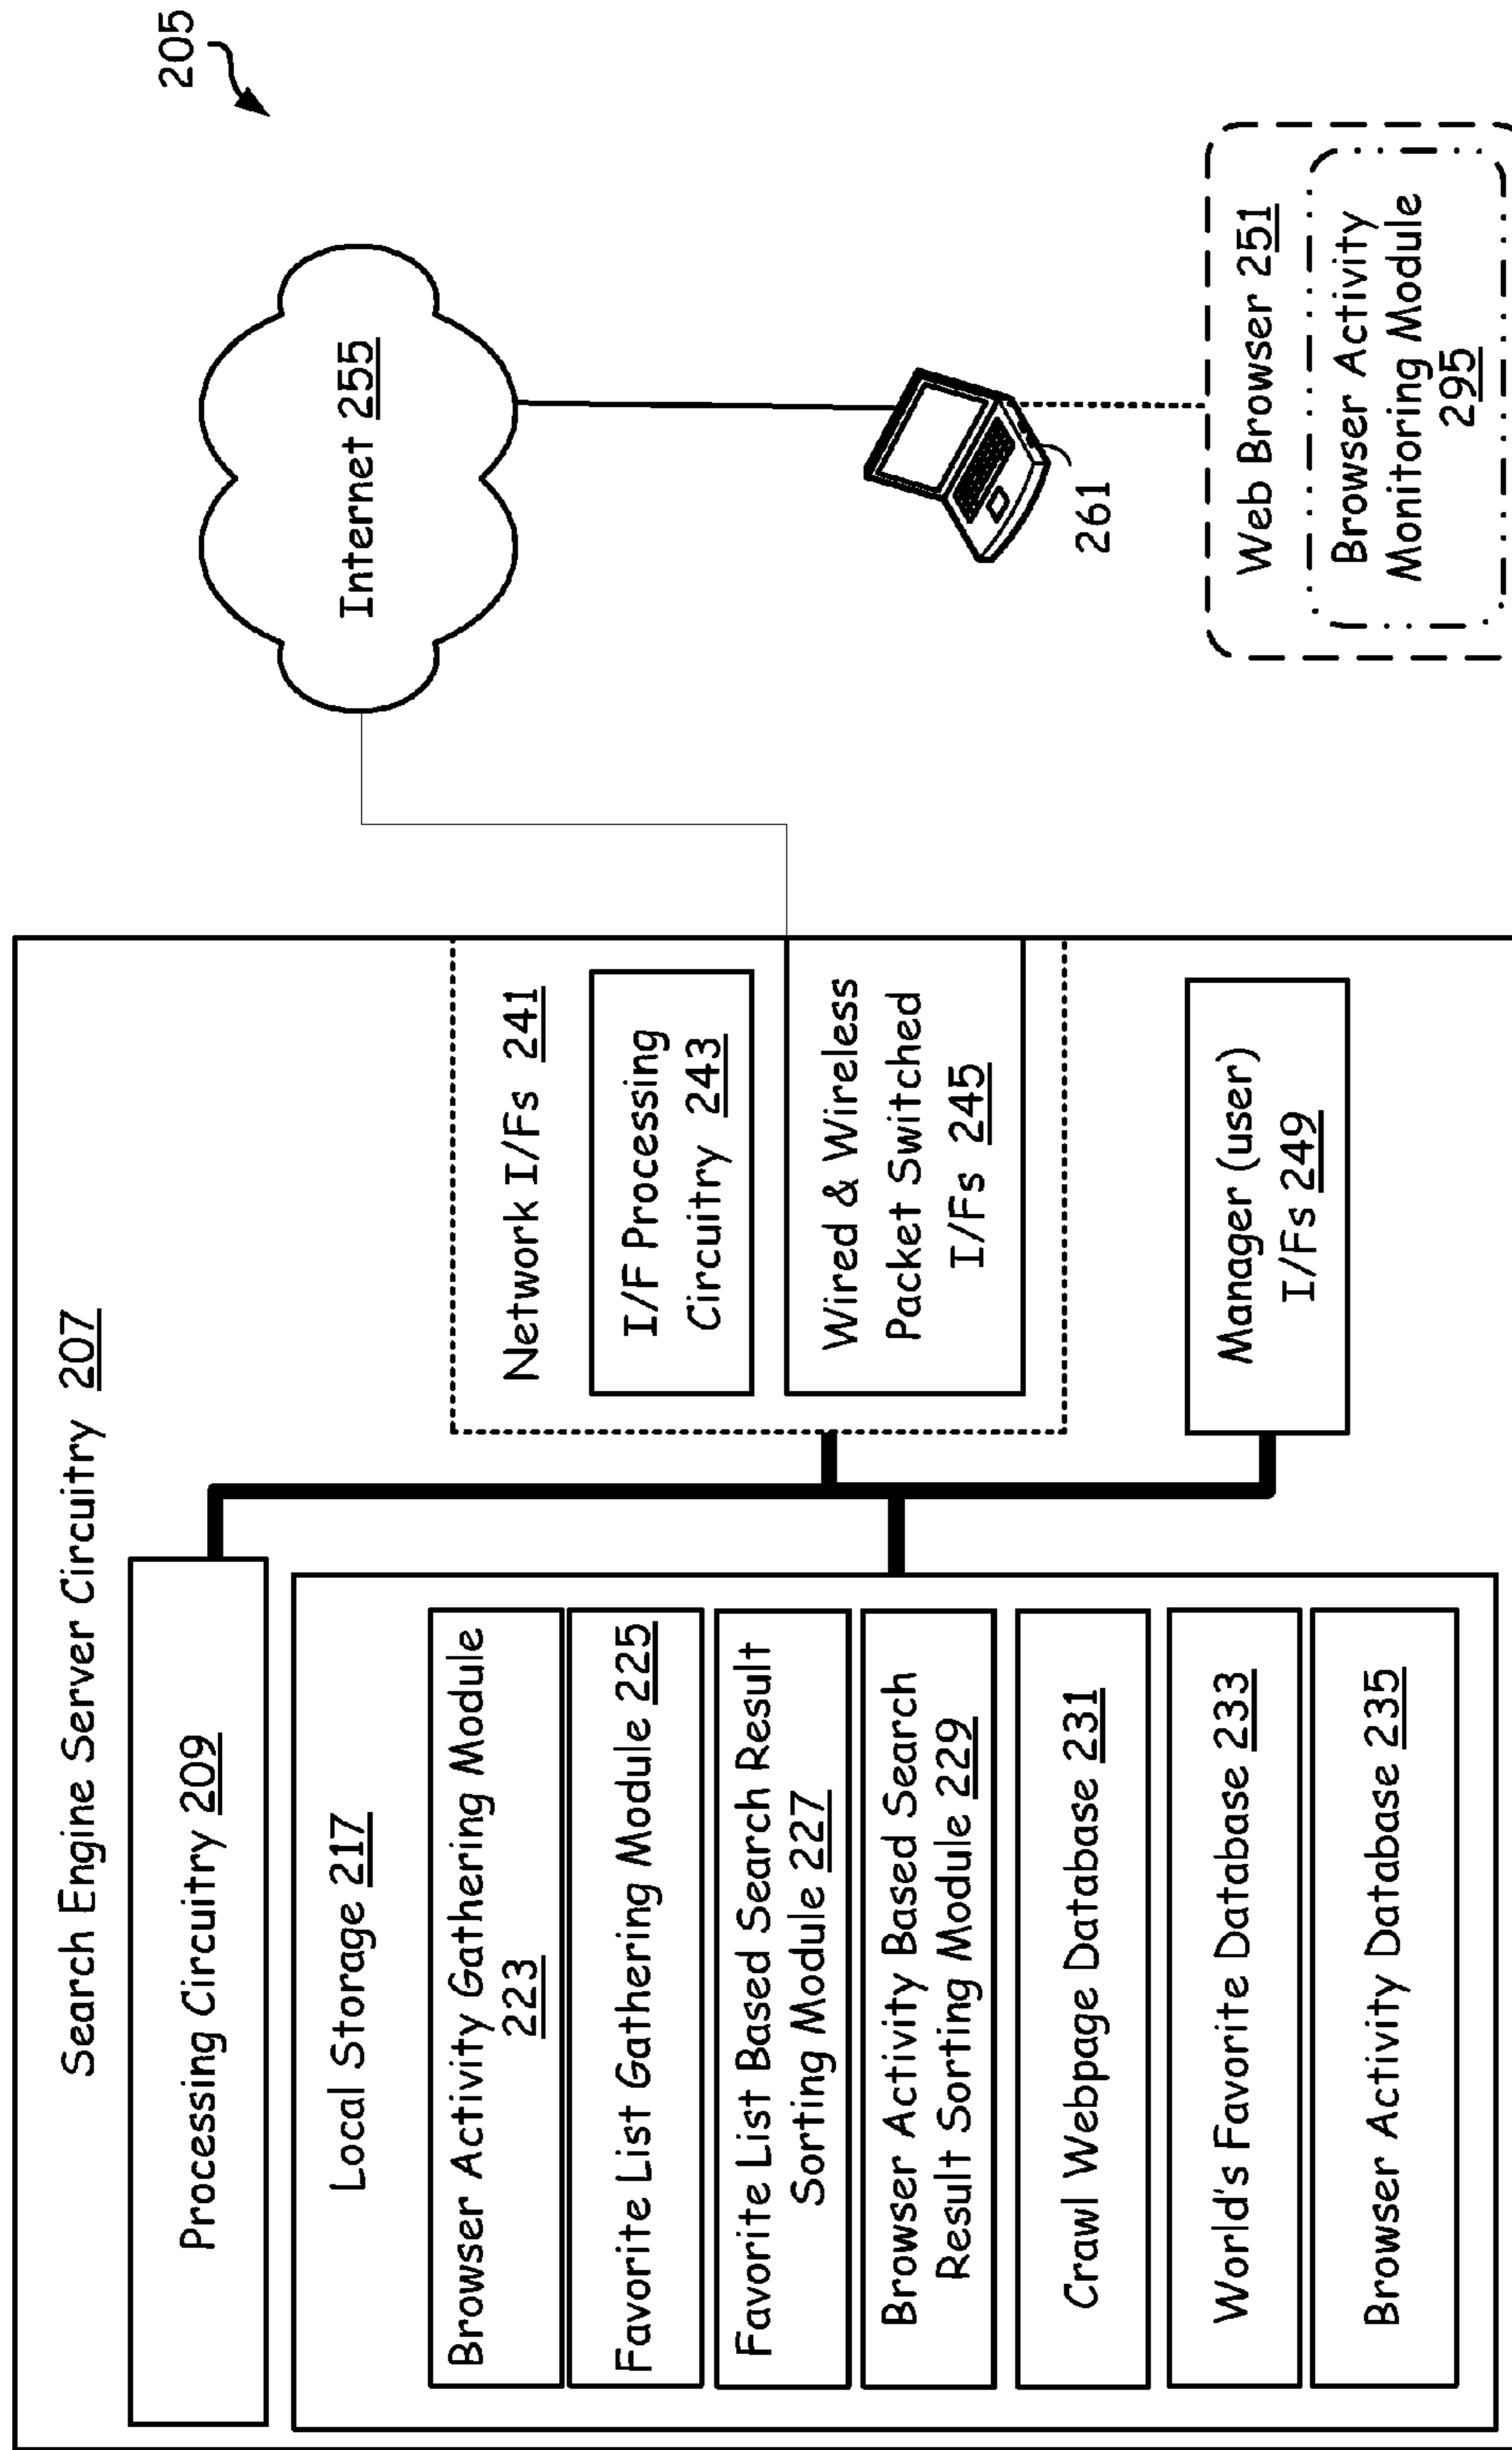 205
Search Engine Server Circuitry 207
Processing Circuitry 209
Local Storage 217
Browser Activity Gathering Module
223
Favorite List Gathering Module 225
Favorite List Based Search Result
Sorting Module 227
Browser Activity Based Search
Result Sorting Module 229
Crawl Webpage Database 231
World's Favorite Database 233
Browser Activity Database 235
Network I/Fs 241
I/F Processing
Circuitry 243
Wired & Wireless
Packet Switched
I/Fs 245
Manager (user)
I/Fs 249
Internet 255
261
Web Browser 251
Browser Activity
Monitoring Module
295